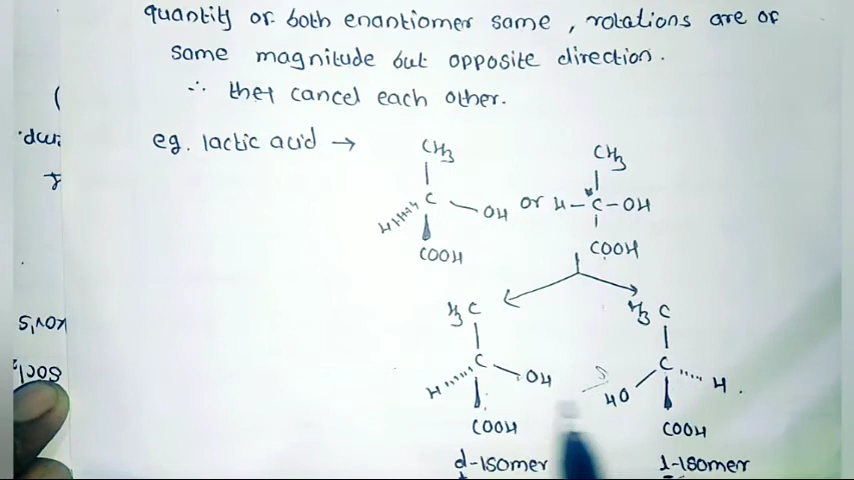 quantity of both enantiomer same, rotations are of
same magnitude but opposite direction.
∴ they cancel each other.
eg. lactic acid →
CH3
C
H
OH
COOH
or
CH3
H-C-OH
COOH
H3C
C
H
OH
COOH
d-Isomer
H3C
C
HO
H.
COOH
l-Isomer